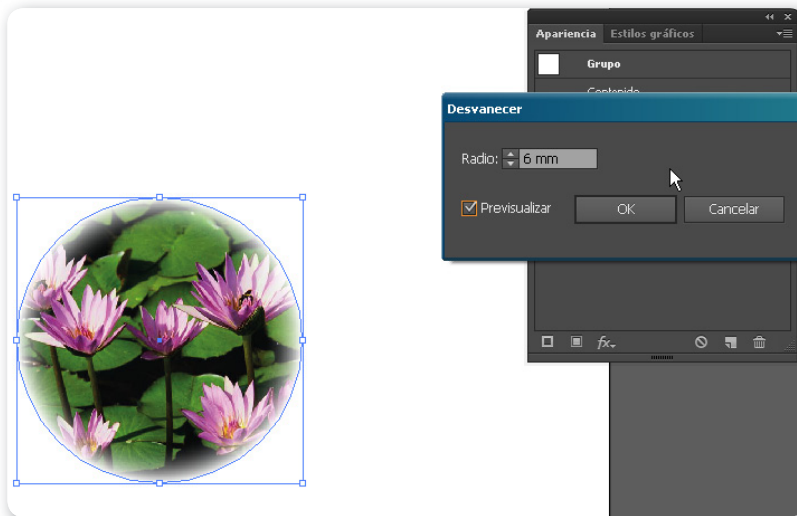 Apariencia Estilos gráficos
Grupo
Contenido
Desvanecer
Radio: 6 mm
Previsualizar OK Cancelar
fx